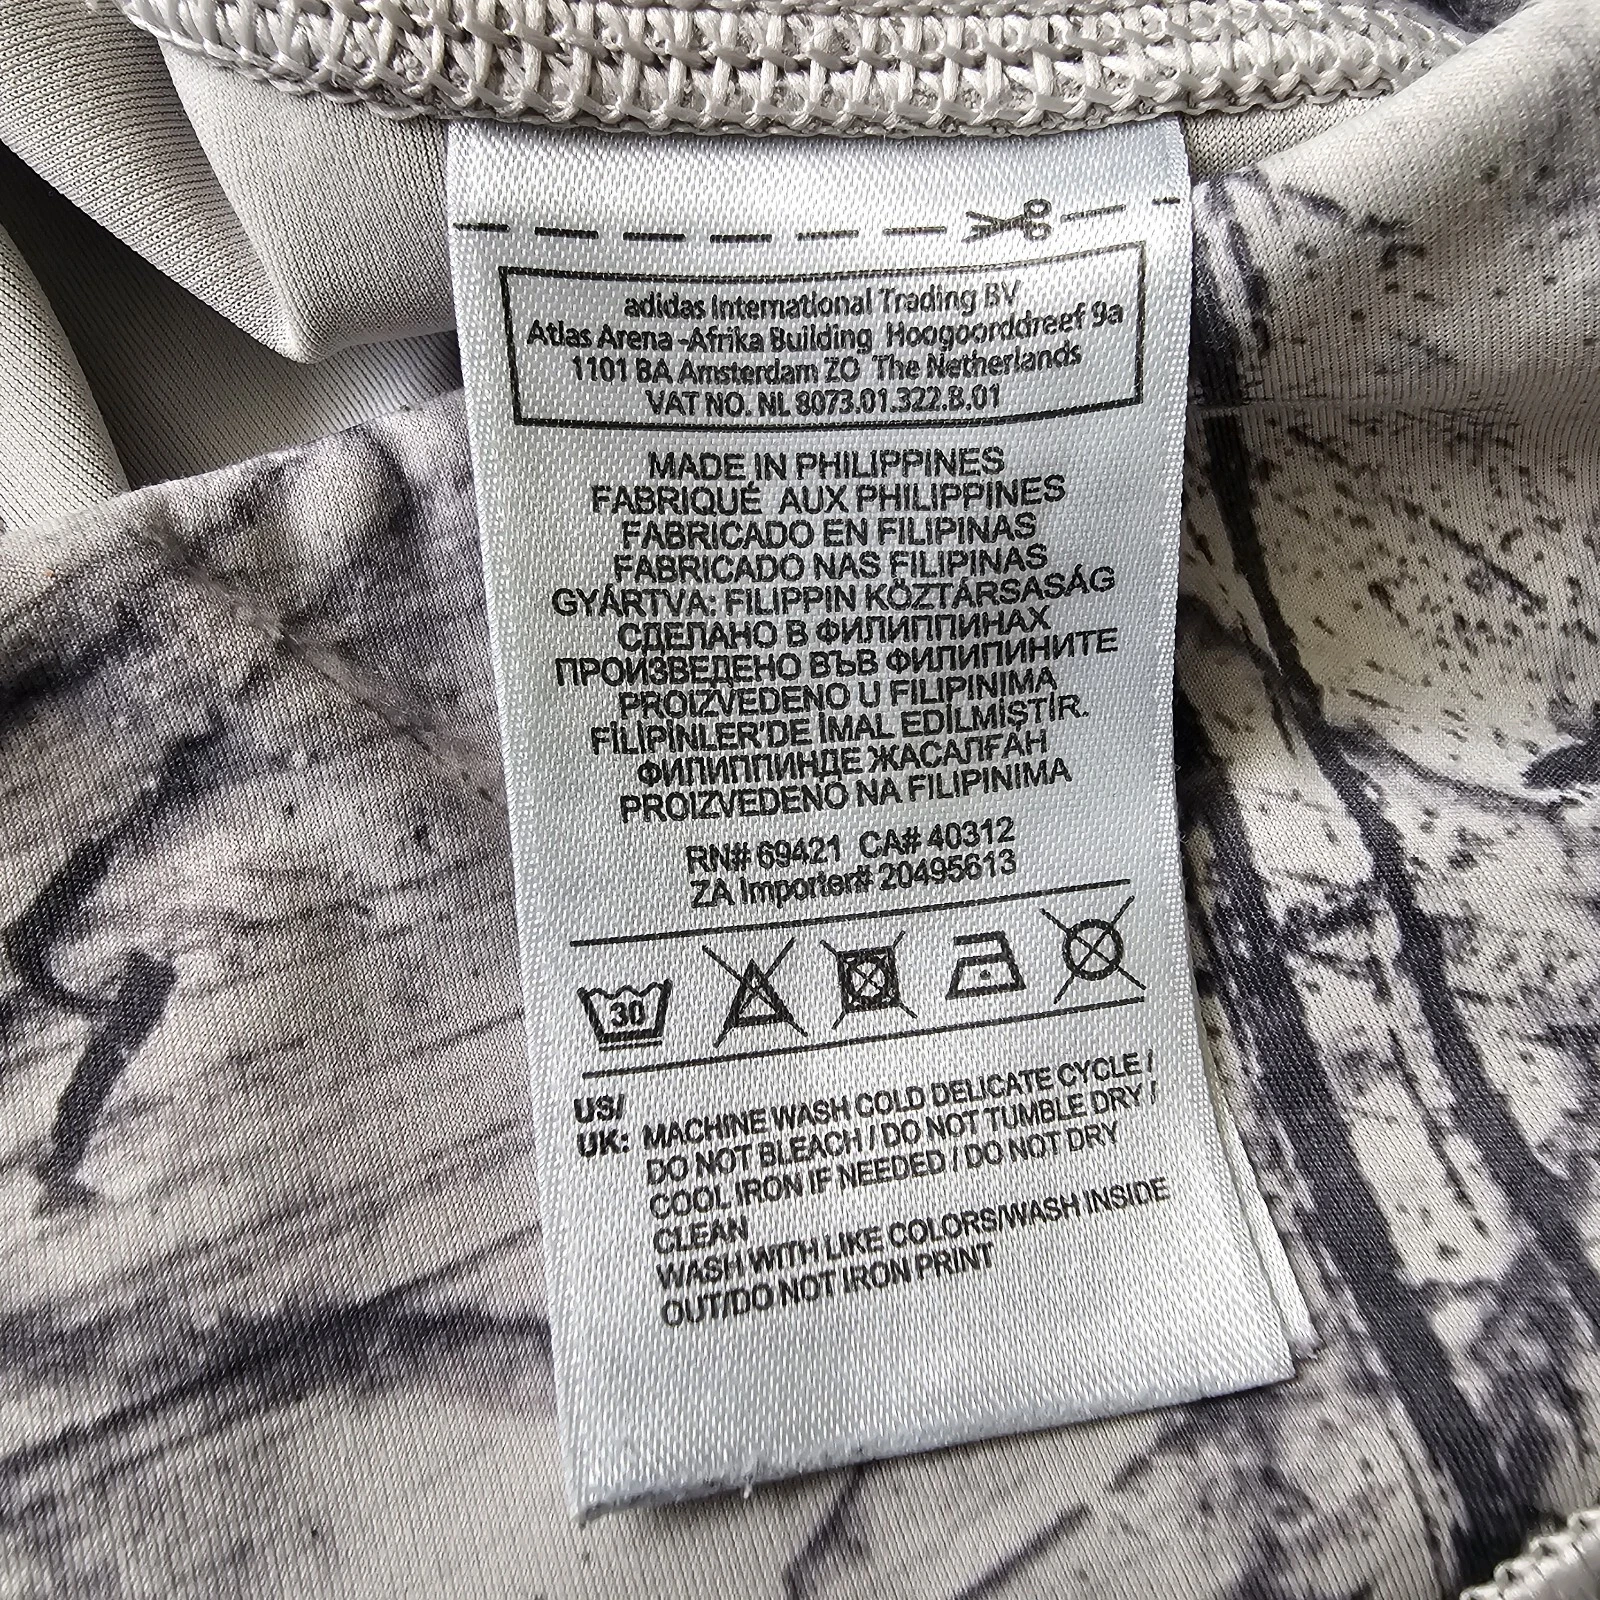 adidas International Trading BV
Atlas Arena -Afrika Building Hoogoorddreef 9a
1101 BA Amsterdam ZO The Netherlands
VAT NO. NL 8073.01.322.B.01
MADE IN PHILIPPINES
FABRIQUÉ AUX PHILIPPINES
FABRICADO EN FILIPINAS
FABRICADO NAS FILIPINAS
GYÁRTVA: FILIPPIN KÖZTÁRSASÁG
СДЕЛАНО В ФИЛИППИНАХ
ПРОИЗВЕДЕНО ВЪВ ФИЛИПИНИТЕ
PROIZVEDENO U FILIPINIMA
FİLİPİNLER'DE İMAL EDİLMİŞTİR.
ФИЛИППИНДЕ ЖАСАЛҒАН
PROIZVEDENO NA FILIPINIMA
RN# 69421 CA# 40312
ZA Importer# 20495613
30
US/
UK: MACHINE WASH COLD DELICATE CYCLE /
DO NOT BLEACH / DO NOT TUMBLE DRY /
COOL IRON IF NEEDED / DO NOT DRY
CLEAN
WASH WITH LIKE COLORS/WASH INSIDE
OUT/DO NOT IRON PRINT